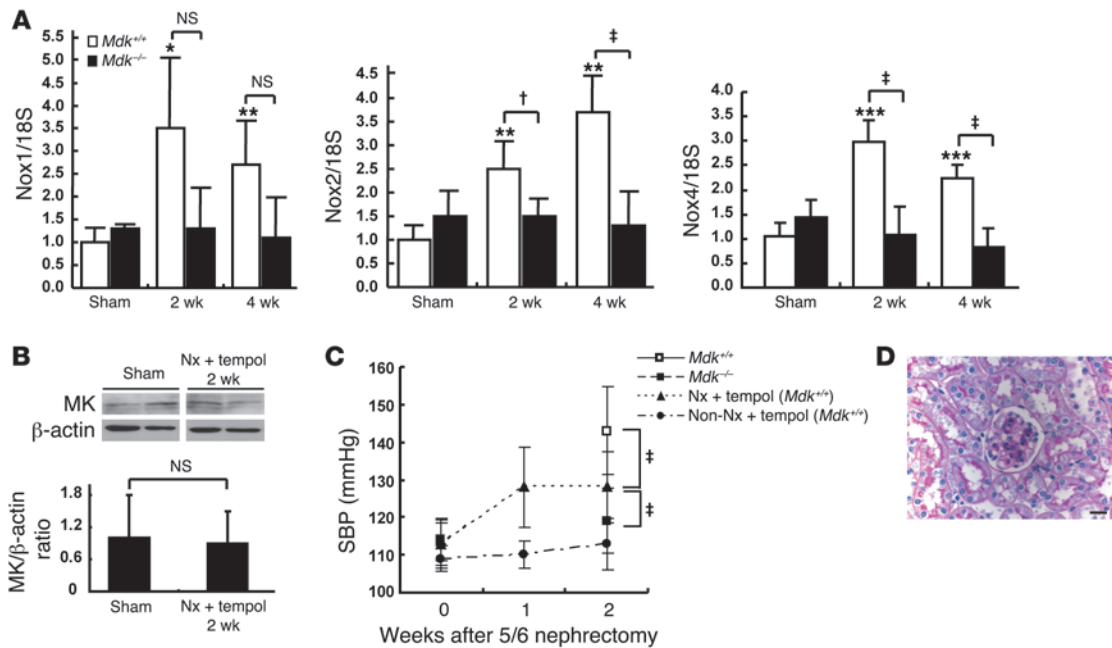 A
Mdk+/+
Mdk−/−
Nox1/18S
5.5
5.0
4.5
4.0
3.5
3.0
2.5
2.0
1.5
1.0
0.5
0.0
*
NS
**
NS
Sham
2 wk
4 wk
Nox2/18S
4.5
4.0
3.5
3.0
2.5
2.0
1.5
1.0
0.5
0.0
**
†
**
‡
Sham
2 wk
4 wk
Nox4/18S
4.0
3.5
3.0
2.5
2.0
1.5
1.0
0.5
0.0
***
‡
***
‡
Sham
2 wk
4 wk
B
Sham
Nx + tempol
2 wk
MK
β-actin
NS
MK/β-actin
ratio
1.8
1.2
0.6
0
Sham
Nx + tempol
2 wk
C
SBP (mmHg)
160
150
140
130
120
110
100
‡
‡
0
1
2
Weeks after 5/6 nephrectomy
Mdk+/+
Mdk−/−
Nx + tempol (Mdk+/+)
Non-Nx + tempol (Mdk+/+)
D